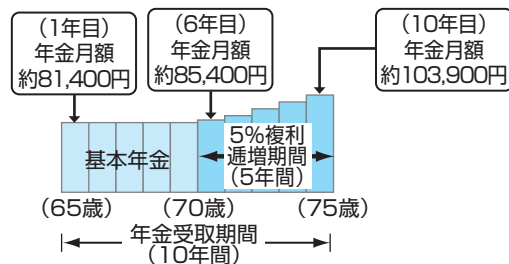 (1年目)
年金月額
約81,400円
(6年目)
年金月額
約85,400円
(10年目)
年金月額
約103,900円
基本年金
5%複利
逓増期間
(5年間)
(65歳)
(70歳)
(75歳)
年金受取期間
(10年間)